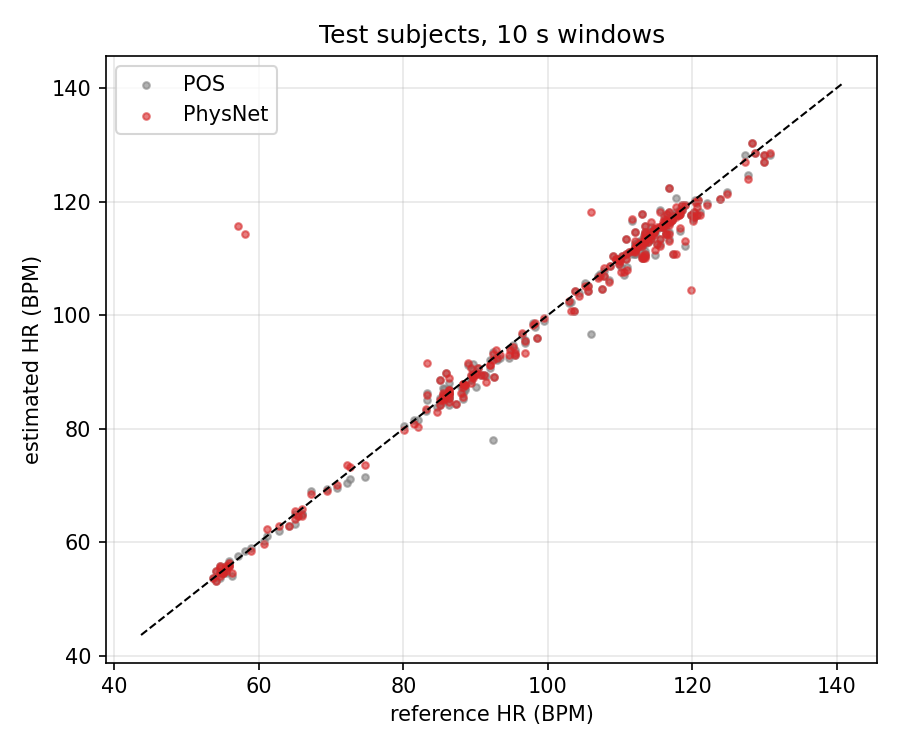 Test subjects, 10 s windows
POS
PhysNet
140
120
100
80
60
40
estimated HR (BPM)
40 60 80 100 120 140
reference HR (BPM)